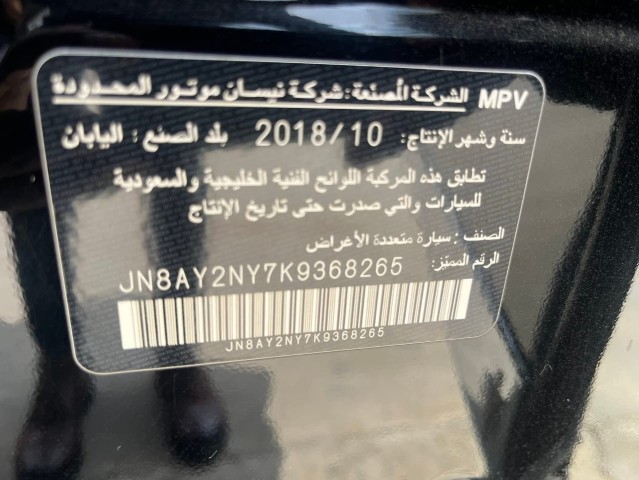 MPV الشركة المصنعة: شركة نيسان موتور المحدودة
سنة وشهر الإنتاج: 2018/10 بلد الصنع: اليابان
تطابق هذه المركبة اللوائح الفنية الخليجية والسعودية
للسيارات والتي صدرت حتى تاريخ الإنتاج
الصنف: سيارة متعددة الأغراض
الرقم المميز: JN8AY2NY7K9368265
JN8AY2NY7K9368265